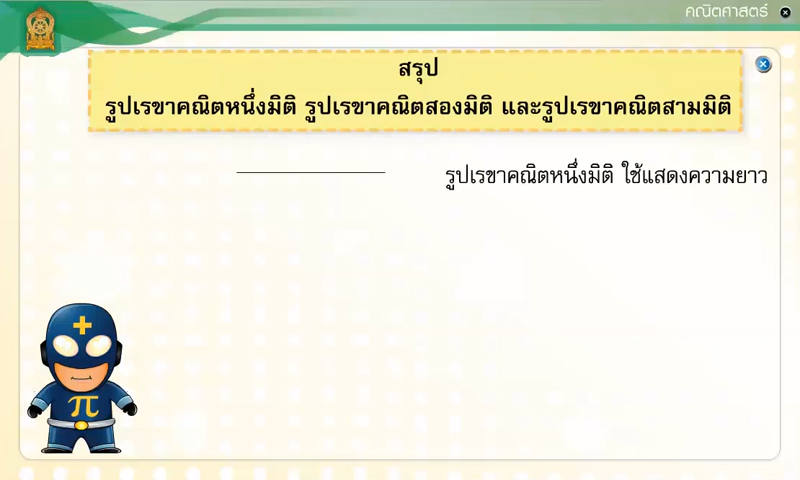 คณิตศาสตร์
สรุป
รูปเรขาคณิตหนึ่งมิติ รูปเรขาคณิตสองมิติ และรูปเรขาคณิตสามมิติ
รูปเรขาคณิตหนึ่งมิติ ใช้แสดงความยาว
π